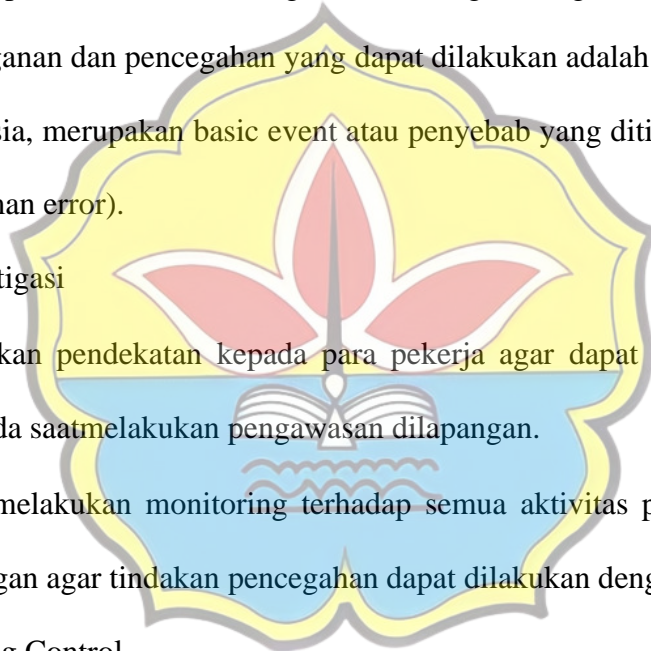 ganan dan pencegahan yang dapat dilakukan adalah
sia, merupakan basic event atau penyebab yang diti
nan error).
tigasi
kan pendekatan kepada para pekerja agar dapat
da saatmelakukan pengawasan dilapangan.
melakukan monitoring terhadap semua aktivitas p
gan agar tindakan pencegahan dapat dilakukan deng
g Control